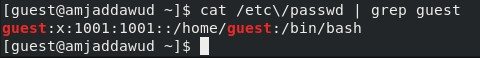 [guest@amjaddawud ~]$ cat /etc\/passwd | grep guest
guest:x:1001:1001::/home/guest:/bin/bash
[guest@amjaddawud ~]$